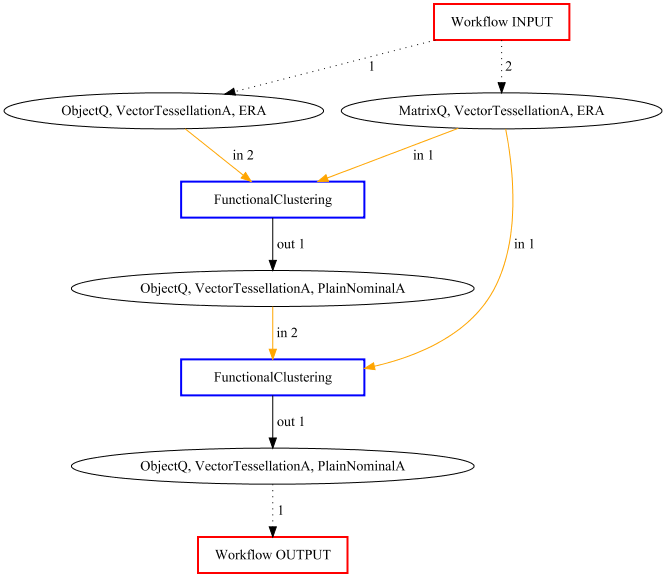 Workflow INPUT
1
2
ObjectQ, VectorTessellationA, ERA
MatrixQ, VectorTessellationA, ERA
in 2
in 1
FunctionalClustering
out 1
in 1
ObjectQ, VectorTessellationA, PlainNominalA
in 2
FunctionalClustering
out 1
ObjectQ, VectorTessellationA, PlainNominalA
1
Workflow OUTPUT